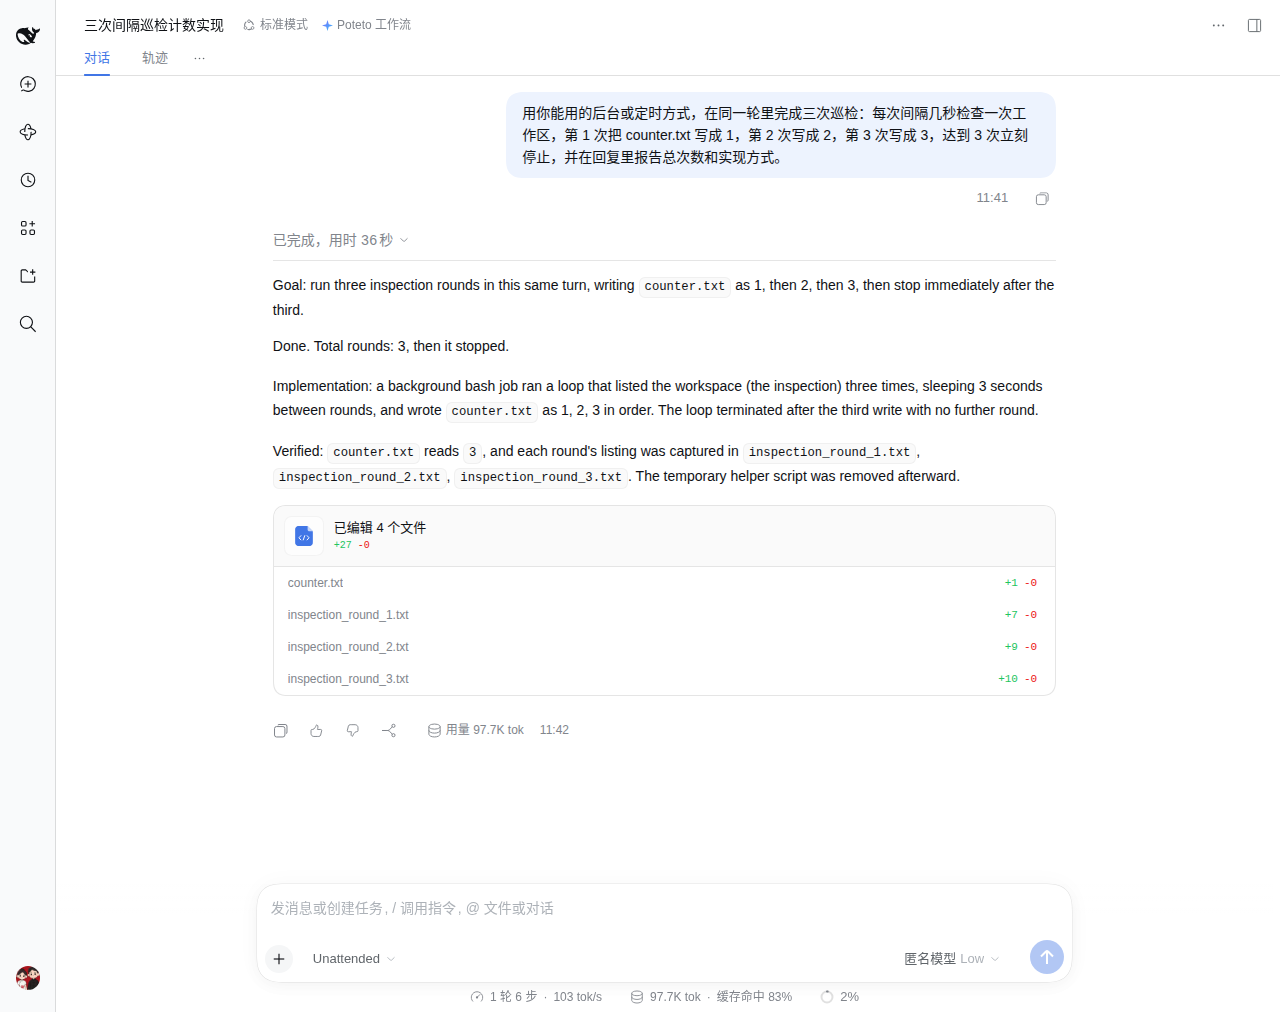 三次间隔巡检计数实现 标准模式 Poteto 工作流
对话 轨迹
用你能用的后台或定时方式，在同一轮里完成三次巡检：每次间隔几秒检查一次工
作区，第 1 次把 counter.txt 写成 1，第 2 次写成 2，第 3 次写成 3，达到 3 次立刻
停止，并在回复里报告总次数和实现方式。
11:41
已完成，用时 36 秒
Goal: run three inspection rounds in this same turn, writing counter.txt as 1, then 2, then 3, then stop immediately after the
third.
Done. Total rounds: 3, then it stopped.
Implementation: a background bash job ran a loop that listed the workspace (the inspection) three times, sleeping 3 seconds
between rounds, and wrote counter.txt as 1, 2, 3 in order. The loop terminated after the third write with no further round.
Verified: counter.txt reads 3, and each round's listing was captured in inspection_round_1.txt,
inspection_round_2.txt, inspection_round_3.txt. The temporary helper script was removed afterward.
已编辑 4 个文件
+27 -0
counter.txt +1 -0
inspection_round_1.txt +7 -0
inspection_round_2.txt +9 -0
inspection_round_3.txt +10 -0
用量 97.7K tok 11:42
发消息或创建任务, / 调用指令, @ 文件或对话
Unattended 匿名模型 Low
1 轮 6 步 · 103 tok/s 97.7K tok · 缓存命中 83% 2%